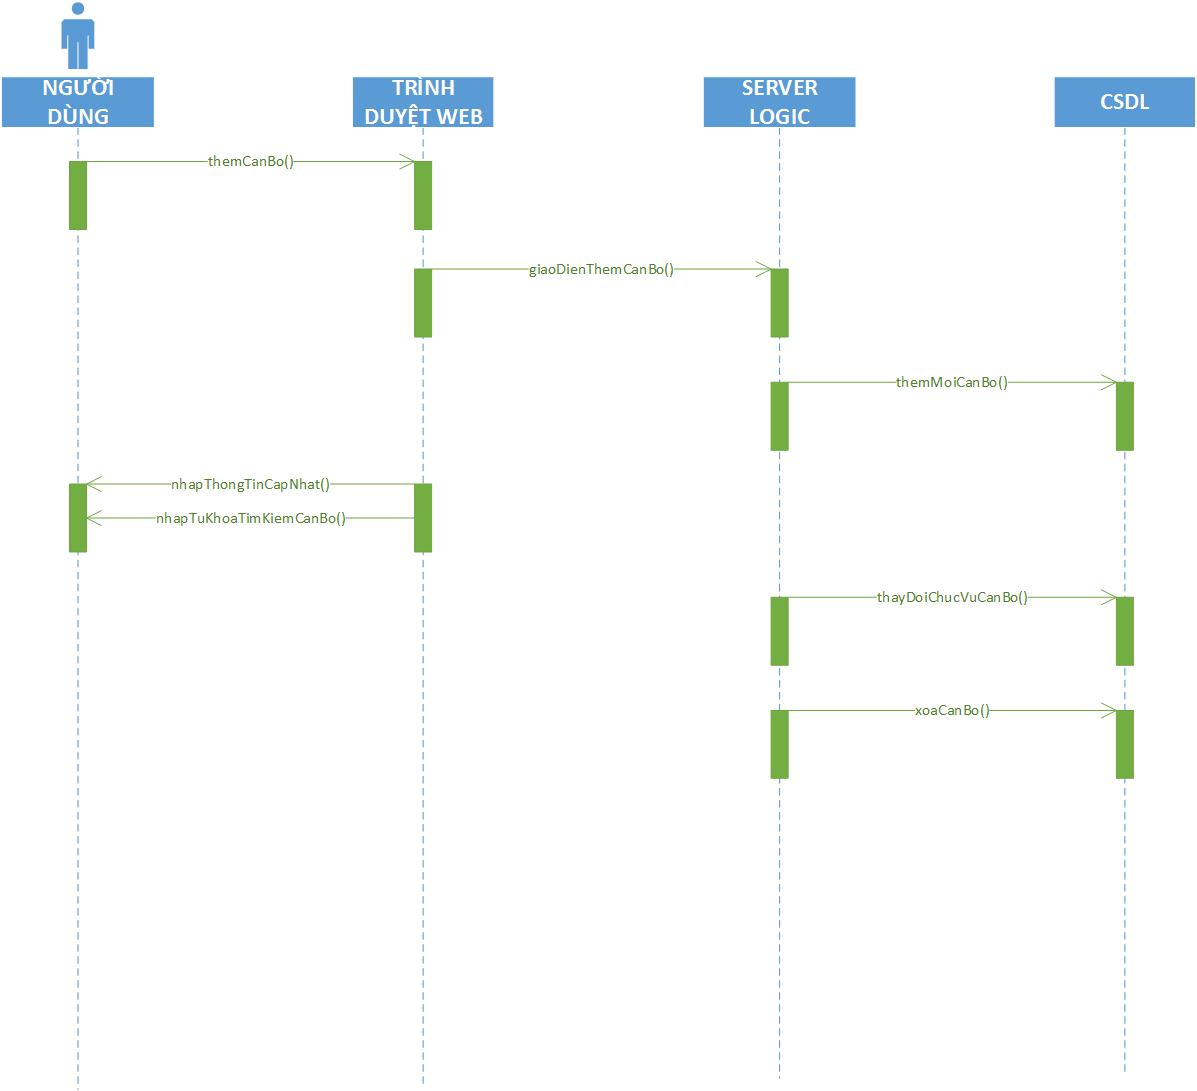 NGƯỜI
DÙNG
TRÌNH
DUYỆT WEB
SERVER
LOGIC
CSDL
themCanBo()
giaoDienThemCanBo()
themMoiCanBo()
nhapThongTinCapNhat()
nhapTuKhoaTimKiemCanBo()
thayDoiChucVuCanBo()
xoaCanBo()